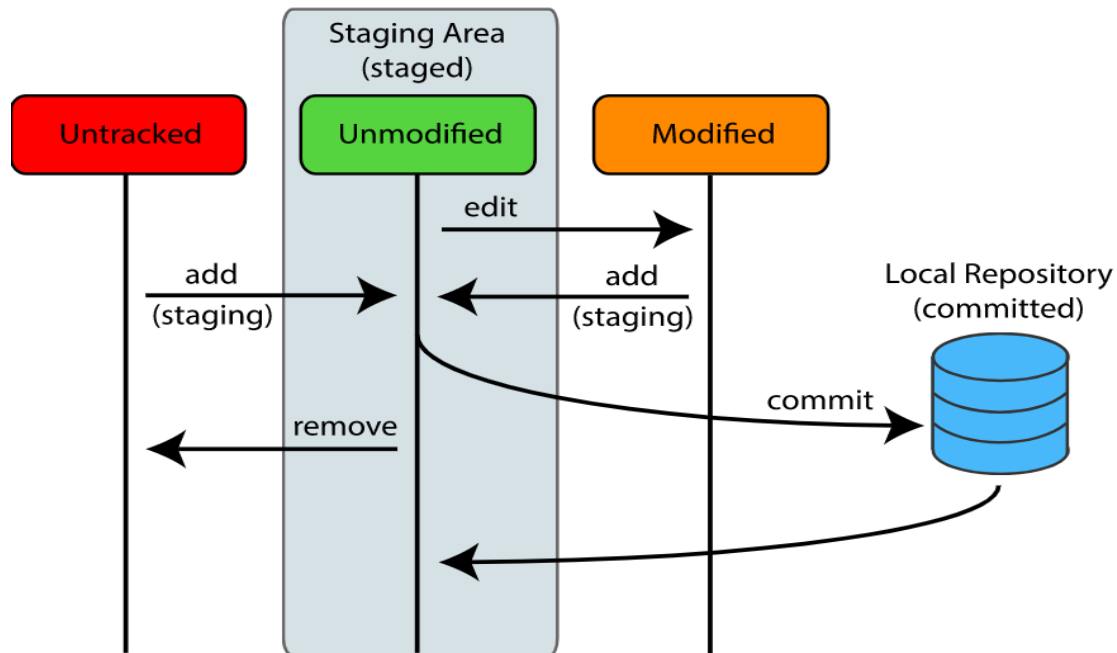 Staging Area
(staged)
Untracked
Unmodified
Modified
edit
add
(staging)
add
(staging)
Local Repository
(committed)
commit
remove